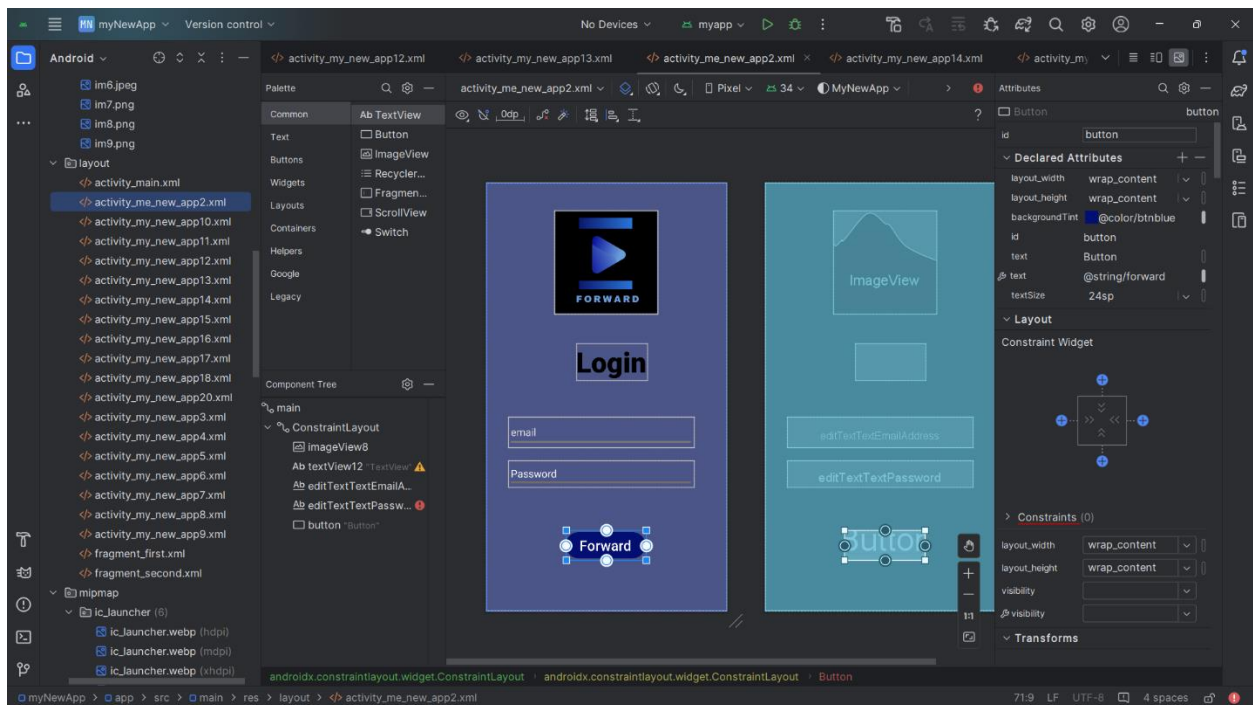 MN myNewApp Version control No Devices myapp
Android
im6.jpeg
im7.png
im8.png
im9.png
layout
activity_main.xml
activity_me_new_app2.xml
activity_my_new_app10.xml
activity_my_new_app11.xml
activity_my_new_app12.xml
activity_my_new_app13.xml
activity_my_new_app14.xml
activity_my_new_app15.xml
activity_my_new_app16.xml
activity_my_new_app17.xml
activity_my_new_app18.xml
activity_my_new_app20.xml
activity_my_new_app3.xml
activity_my_new_app4.xml
activity_my_new_app5.xml
activity_my_new_app6.xml
activity_my_new_app7.xml
activity_my_new_app8.xml
activity_my_new_app9.xml
fragment_first.xml
fragment_second.xml
mipmap
ic_launcher (6)
ic_launcher.webp (hdpi)
ic_launcher.webp (mdpi)
ic_launcher.webp (xhdpi)
activity_my_new_app12.xml activity_my_new_app13.xml activity_me_new_app2.xml activity_my_new_app14.xml activity_my
Palette
Common
Text
Buttons
Widgets
Layouts
Containers
Helpers
Google
Legacy
Ab TextView
Button
ImageView
Recycler...
Fragmen...
ScrollView
Switch
Component Tree
main
ConstraintLayout
imageView8
Ab textView12 "TextView"
Ab editTextTextEmailA...
Ab editTextTextPassw...
button "Button"
activity_me_new_app2.xml Pixel 34 MyNewApp
0dp
FORWARD
Login
email
Password
Forward
ImageView
editTextTextEmailAddress
editTextTextPassword
Button
1:1
Attributes
Button button
id button
Declared Attributes
layout_width wrap_content
layout_height wrap_content
backgroundTint @color/btnblue
id button
text Button
text @string/forward
textSize 24sp
Layout
Constraint Widget
Constraints (0)
layout_width wrap_content
layout_height wrap_content
visibility
visibility
Transforms
androidx.constraintlayout.widget.ConstraintLayout androidx.constraintlayout.widget.ConstraintLayout Button
myNewApp > app > src > main > res > layout > activity_me_new_app2.xml 71:9 LF UTF-8 4 spaces